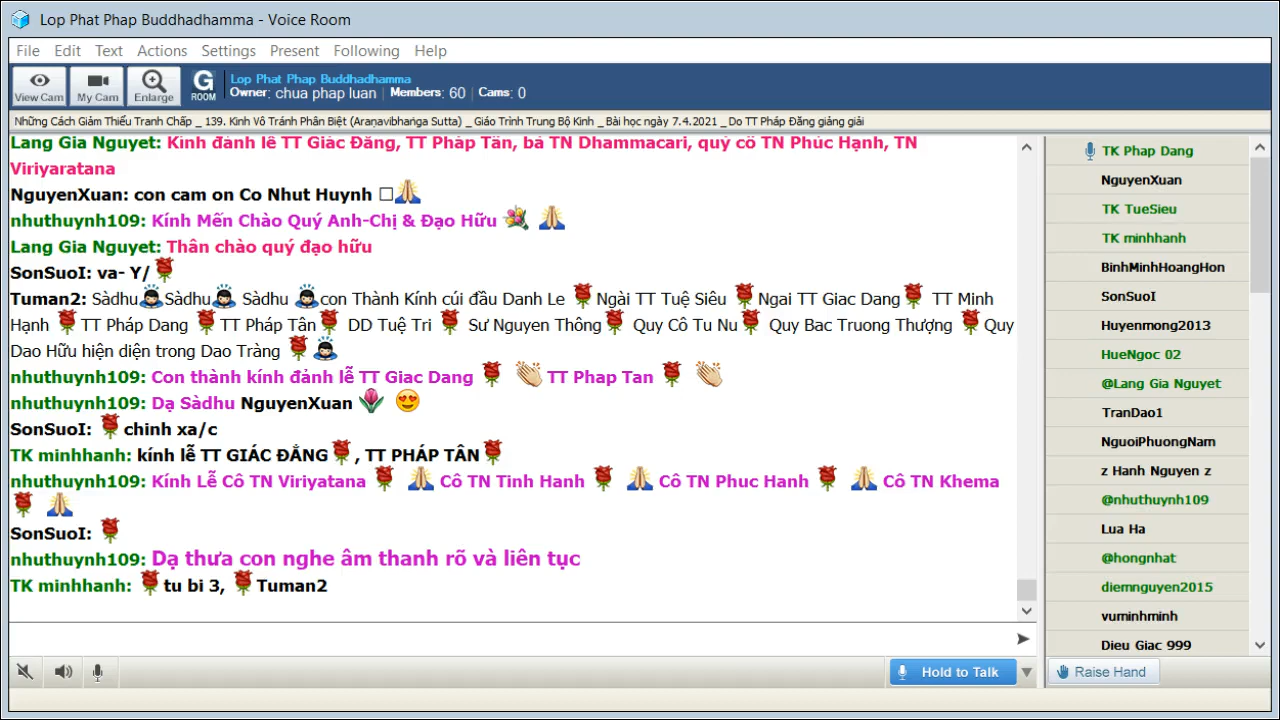 Lop Phat Phap Buddhadhamma - Voice Room
File Edit Text Actions Settings Present Following Help
View Cam My Cam Enlarge G ROOM
Lop Phat Phap Buddhadhamma
Owner: chua phap luan Members: 60 Cams: 0
Những Cách Giảm Thiểu Tranh Chấp _ 139. Kinh Vô Tránh Phân Biệt (Araṇavibhaṅga Sutta) _Giáo Trình Trung Bộ Kinh _Bài học ngày 7.4.2021 _Do TT Pháp Đăng giảng giải
Lang Gia Nguyet: Kính đảnh lễ TT Giác Đăng, TT Pháp Tân, bà TN Dhammacari, quý cô TN Phúc Hạnh, TN
Viriyaratana
NguyenXuan: con cam on Co Nhut Huynh □🙏
nhuthuynh109: Kính Mến Chào Quý Anh-Chị & Đạo Hữu 💐 🙏
Lang Gia Nguyet: Thân chào quý đạo hữu
SonSuoI: va- Y/🌹
Tuman2: Sàdhu🙇Sàdhu🙇 Sàdhu 🙇con Thành Kính cúi đầu Danh Le 🌹Ngài TT Tuệ Siêu 🌹Ngai TT Giac Dang🌹 TT Minh
Hạnh 🌹TT Pháp Dang 🌹TT Pháp Tân🌹 DD Tuệ Tri 🌹 Sư Nguyen Thông🌹 Quy Cô Tu Nu🌹 Quy Bac Truong Thượng 🌹Quy
Dao Hữu hiện diện trong Dao Tràng 🌹🙇
nhuthuynh109: Con thành kính đảnh lễ TT Giac Dang 🌹 👏 TT Phap Tan 🌹 👏
nhuthuynh109: Dạ Sàdhu NguyenXuan 🌷 😍
SonSuoI: 🌹chinh xa/c
TK minhhanh: kính lễ TT GIÁC ĐẲNG🌹, TT PHÁP TÂN🌹
nhuthuynh109: Kính Lễ Cô TN Viriyatana 🌹 🙏 Cô TN Tinh Hanh 🌹 🙏 Cô TN Phuc Hanh 🌹 🙏 Cô TN Khema
🌹 🙏
SonSuoI: 🌹
nhuthuynh109: Dạ thưa con nghe âm thanh rõ và liên tục
TK minhhanh: 🌹tu bi 3, 🌹Tuman2
Hold to Talk
TK Phap Dang
NguyenXuan
TK TueSieu
TK minhhanh
BinhMinhHoangHon
SonSuoI
Huyenmong2013
HueNgoc 02
@Lang Gia Nguyet
TranDao1
NguoiPhuongNam
z Hanh Nguyen z
@nhuthuynh109
Lua Ha
@hongnhat
diemnguyen2015
vuminhminh
Dieu Giac 999
Raise Hand